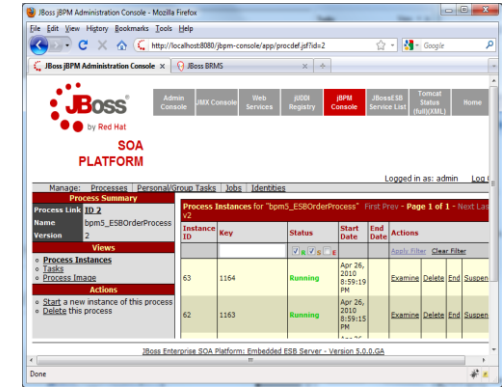 JBoss jBPM Administration Console - Mozilla Firefox
File Edit View History Bookmarks Tools Help
http://localhost:8080/jbpm-console/app/procdef.jsf?id=2
Google
JBoss jBPM Administration Console
JBoss BRMS
JBoss
by Red Hat
SOA
PLATFORM
Admin Console
JMX Console
Web Services
jUDDI Registry
jBPM Console
JBossESB Service List
Tomcat Status (full)(XML)
Home
Logged in as: admin Log
Manage: Processes Personal/Group Tasks Jobs Identities
Process Summary
Process Link ID 2
Name bpm5_ESBOrderProcess
Version 2
Views
Process Instances
Tasks
Process Image
Actions
Start a new instance of this process
Delete this process
Process Instances for "bpm5_ESBOrderProcess" v2
First Prev - Page 1 of 1 - Next Las
Instance ID Key Status Start Date End Date Actions
R S E Apply Filter Clear Filter
63 1164 Running Apr 26, 2010 8:59:19 PM Examine Delete End Suspen
62 1163 Running Apr 26, 2010 8:59:15 PM Examine Delete End Suspen
JBoss Enterprise SOA Platform: Embedded ESB Server - Version 5.0.0.GA
Done